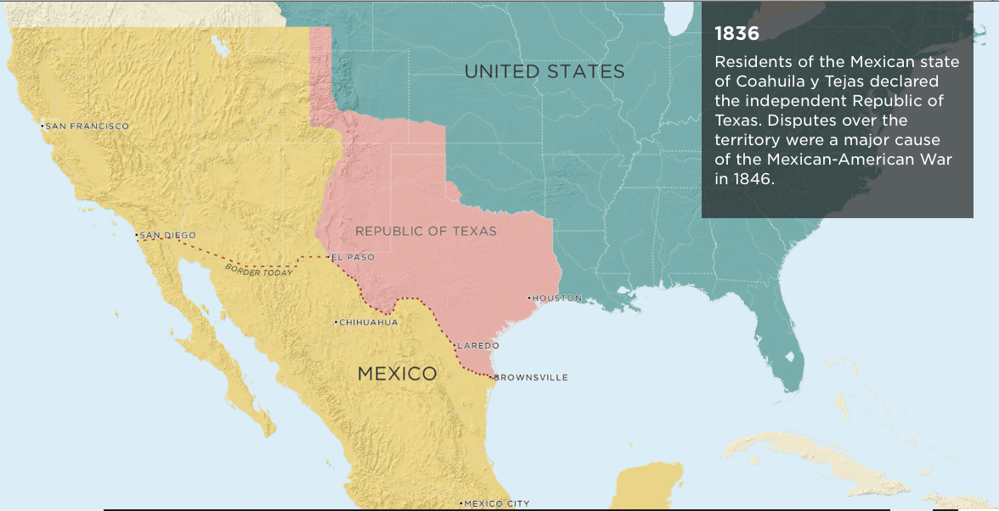 1836
Residents of the Mexican state
of Coahuila y Tejas declared
the independent Republic of
Texas. Disputes over the
territory were a major cause
of the Mexican-American War
in 1846.
UNITED STATES
SAN FRANCISCO
REPUBLIC OF TEXAS
SAN DIEGO
EL PASO
BORDER TODAY
HOUSTON
CHIHUAHUA
LAREDO
MEXICO
BROWNSVILLE
MEXICO CITY